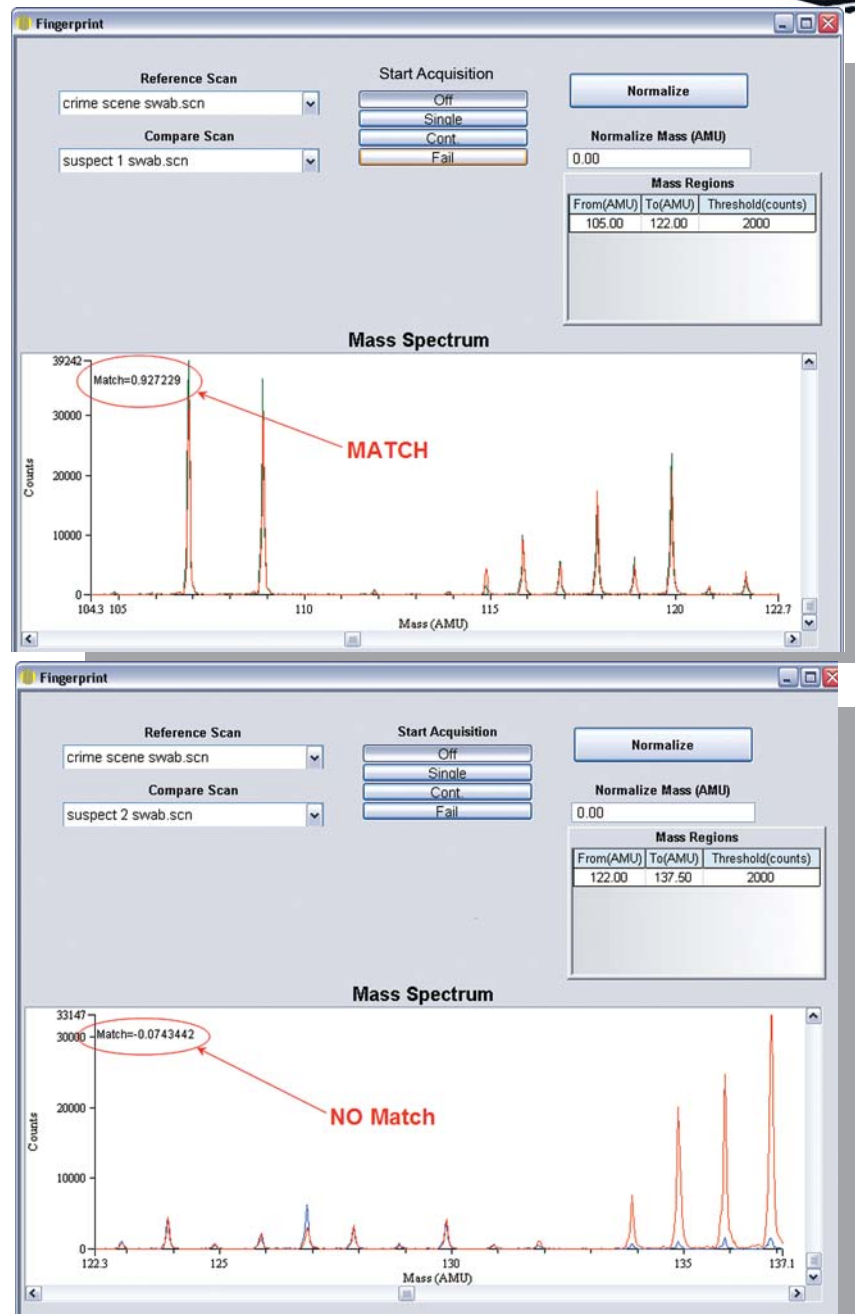 Fingerprint
Reference Scan
crime scene swab.scn
Compare Scan
suspect 1 swab.scn
Start Acquisition
Off
Single
Cont.
Fail
Normalize
Normalize Mass (AMU)
0.00
Mass Regions
From(AMU) To(AMU) Threshold(counts)
105.00 122.00 2000
Mass Spectrum
39242
Match=0.927229
MATCH
30000
20000
10000
0
Counts
104.3 105 110 115 120 122.7
Mass (AMU)
Fingerprint
Reference Scan
crime scene swab.scn
Compare Scan
suspect 2 swab.scn
Start Acquisition
Off
Single
Cont.
Fail
Normalize
Normalize Mass (AMU)
0.00
Mass Regions
From(AMU) To(AMU) Threshold(counts)
122.00 137.50 2000
Mass Spectrum
33147
30000
Match=-0.0743442
NO Match
20000
10000
0
Counts
122.3 125 130 135 137.1
Mass (AMU)